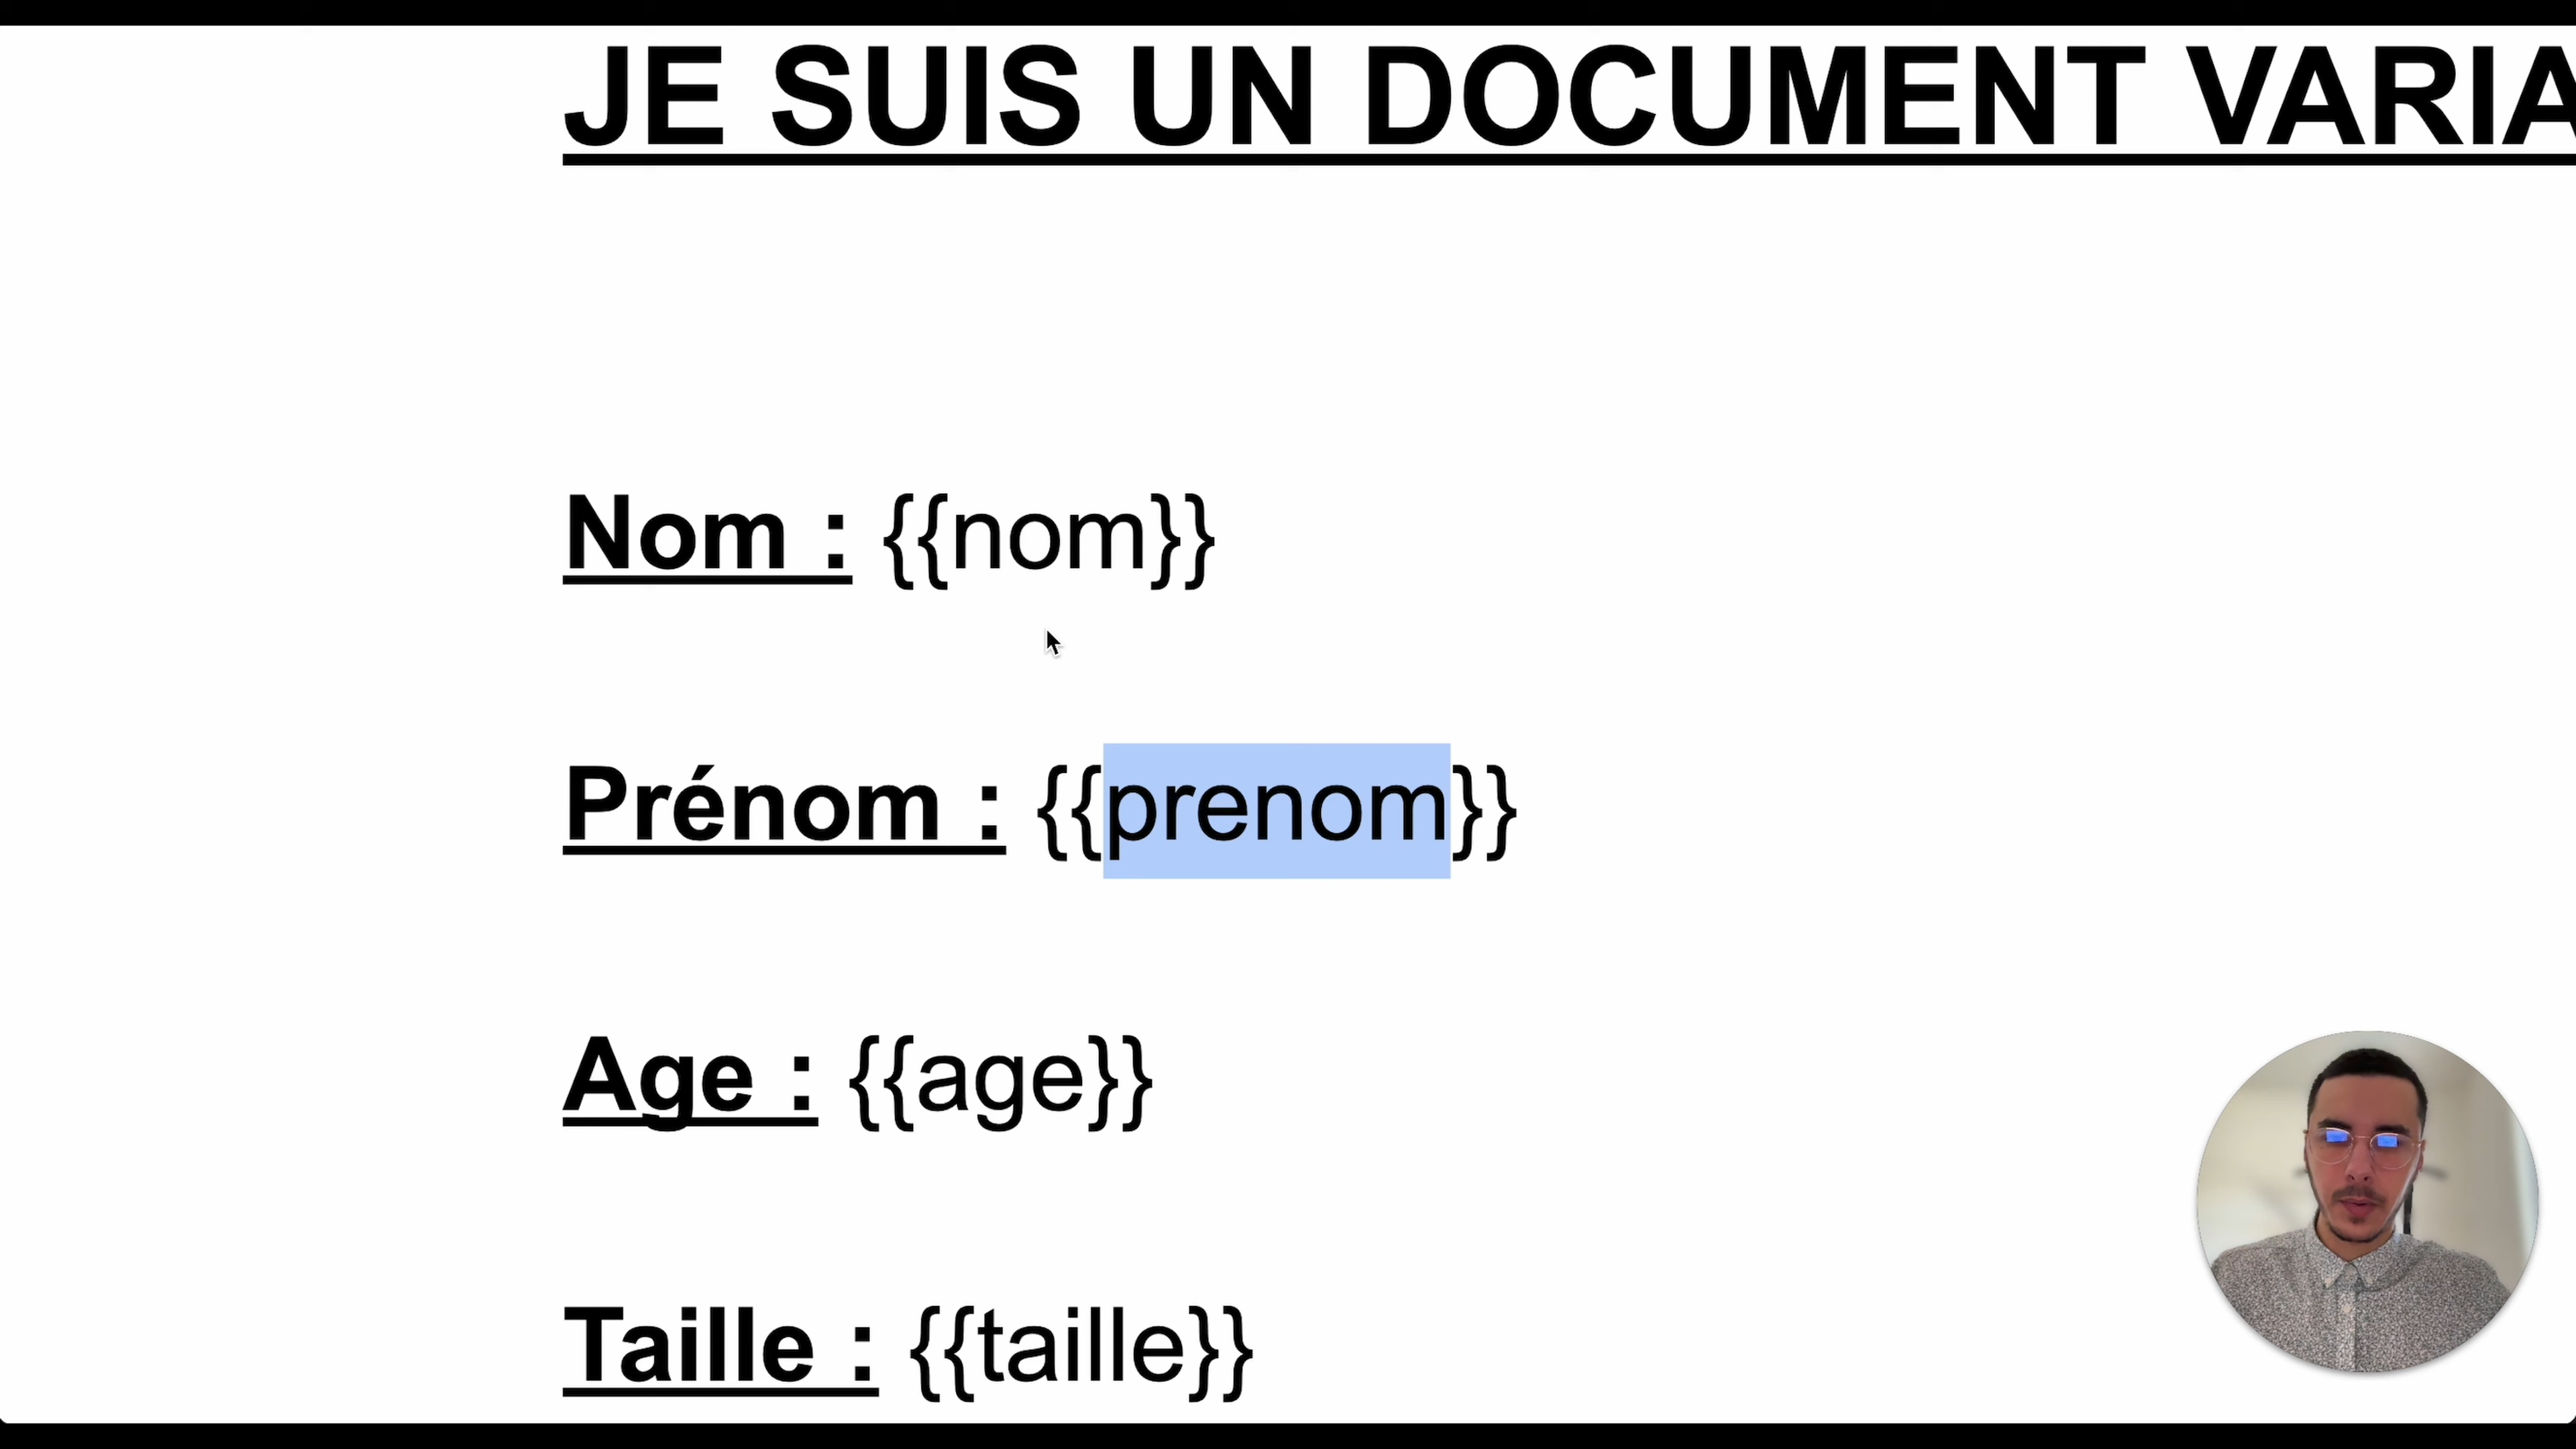 JE SUIS UN DOCUMENT VARIA
Nom : {{nom}}
Prénom : {{prenom}}
Age : {{age}}
Taille : {{taille}}